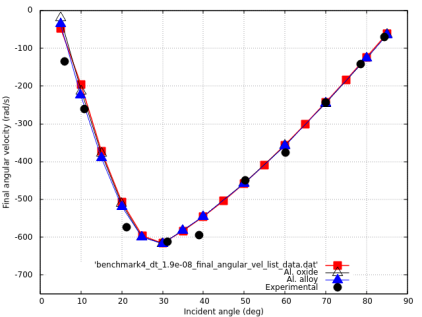 0
-100
-200
-300
-400
-500
-600
-700
Final angular velocity (rad/s)
'benchmark4_dt_1.9e-08_final_angular_vel_list_data.dat'
Al. oxide
Al. alloy
Experimental
0 10 20 30 40 50 60 70 80 90
Incident angle (deg)